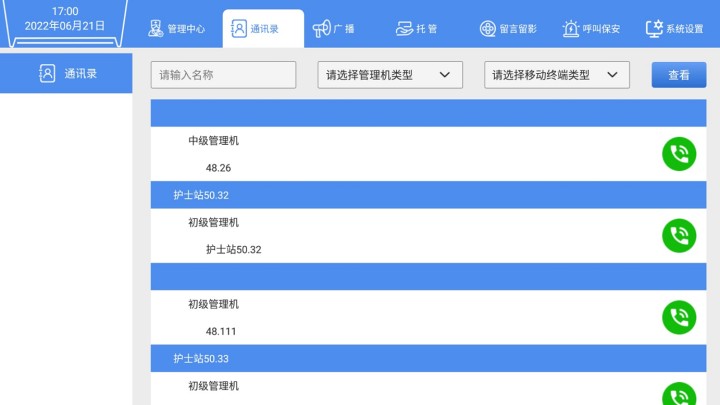 17:00
2022年06月21日
管理中心
通讯录
广 播
托 管
留言留影
呼叫保安
系统设置
通讯录
请输入名称
请选择管理机类型
请选择移动终端类型
查看
中级管理机
48.26
护士站50.32
初级管理机
护士站50.32
初级管理机
48.111
护士站50.33
初级管理机